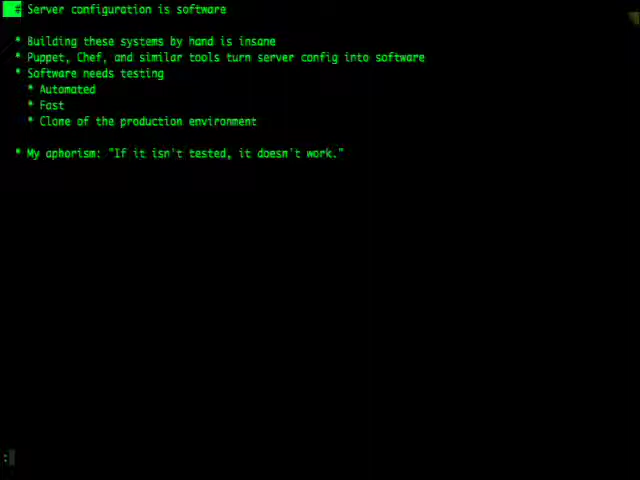 # Server configuration is software
* Building these systems by hand is insane
* Puppet, Chef, and similar tools turn server config into software
* Software needs testing
* Automated
* Fast
* Clone of the production environment
* My aphorism: "If it isn't tested, it doesn't work."
: